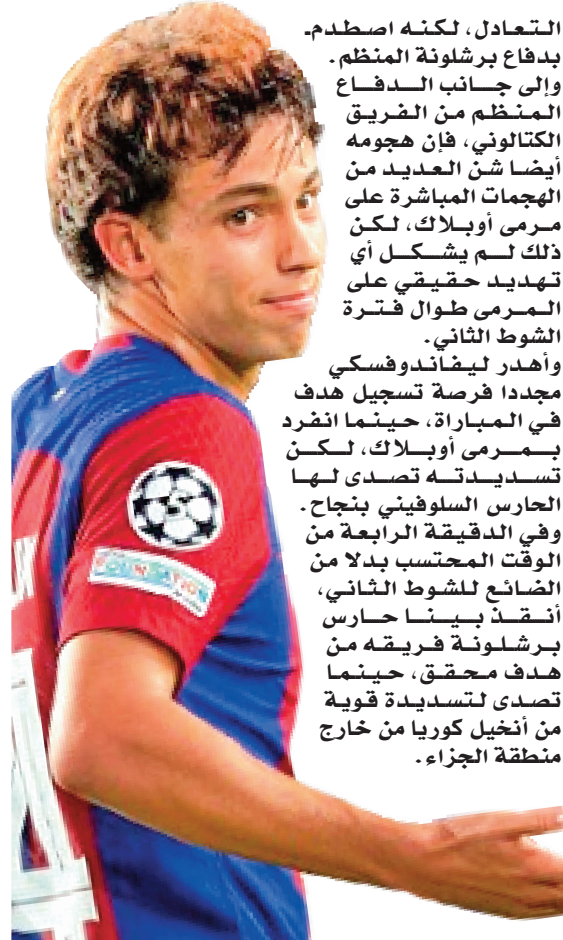 التعادل، لكنه اصطدم
بدفاع برشلونة المنظم.
وإلى جانب الدفاع
المنظم من الفريق
الكتالوني، فإن هجومه
أيضا شن العديد من
الهجمات المباشرة على
مرمى أوبلاك، لكن
ذلك لم يشكل أي
تهديد حقيقي على
المرمى طوال فترة
الشوط الثاني.
وأهدر ليفاندوفسكي
مجددا فرصة تسجيل هدف
في المباراة، حينما انفرد
بمرمى أوبلاك، لكن
تسديدته تصدى لها
الحارس السلوفيني بنجاح.
وفي الدقيقة الرابعة من
الوقت المحتسب بدلا من
الضائع للشوط الثاني،
أنقذ بينا حارس
برشلونة فريقه من
هدف محقق، حينما
تصدى لتسديدة قوية
من أنخيل كوريا من خارج
منطقة الجزاء.
FOUNDATION
4